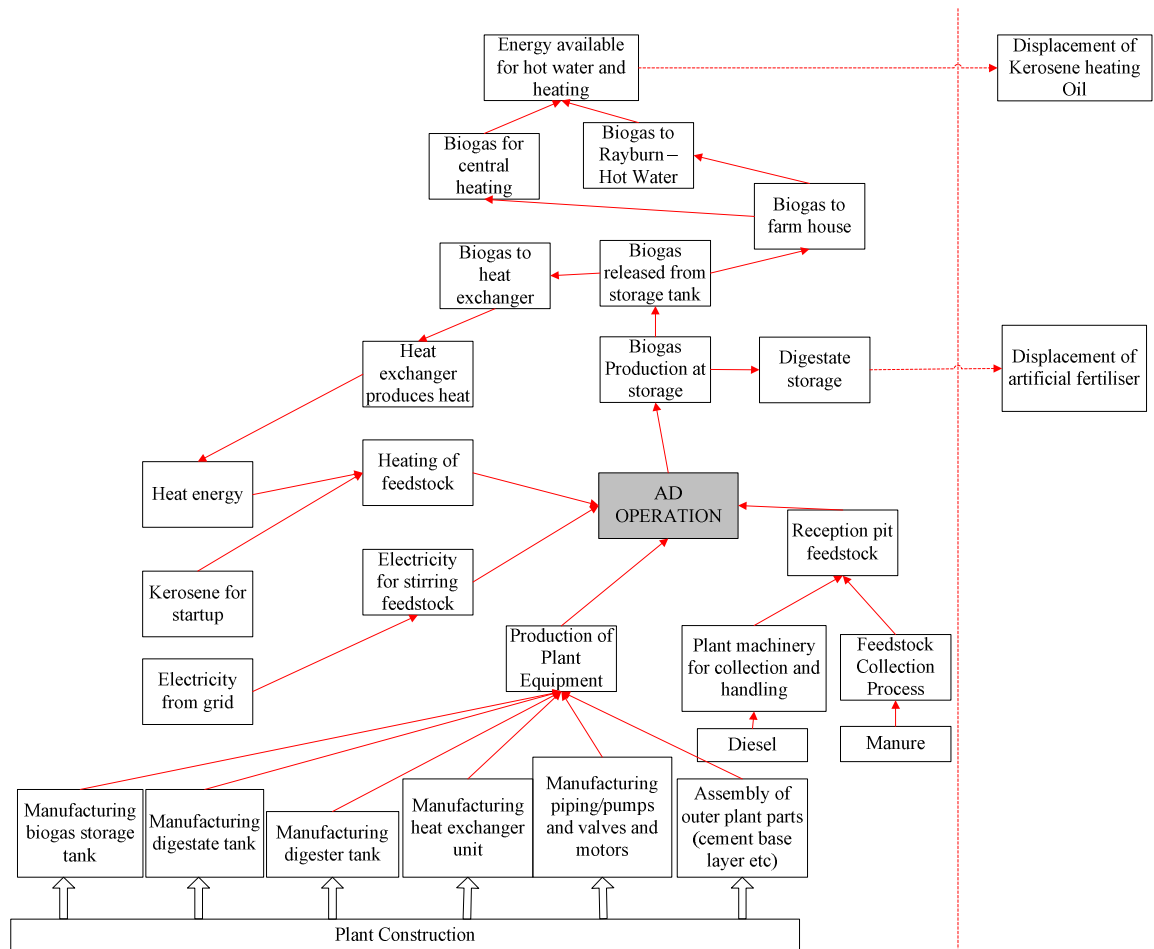 Energy available
for hot water and
heating
Displacement of
Kerosene heating
Oil
Biogas for
central
heating
Biogas to
Rayburn –
Hot Water
Biogas to
farm house
Biogas to
heat
exchanger
Biogas
released from
storage tank
Heat
exchanger
produces heat
Biogas
Production at
storage
Digestate
storage
Displacement of
artificial fertiliser
Heat energy
Heating of
feedstock
AD
OPERATION
Reception pit
feedstock
Kerosene for
startup
Electricity
for stirring
feedstock
Electricity
from grid
Production of
Plant
Equipment
Plant machinery
for collection and
handling
Feedstock
Collection
Process
Diesel
Manure
Manufacturing
biogas storage
tank
Manufacturing
digestate tank
Manufacturing
digester tank
Manufacturing
heat exchanger
unit
Manufacturing
piping/pumps
and valves and
motors
Assembly of
outer plant parts
(cement base
layer etc)
Plant Construction